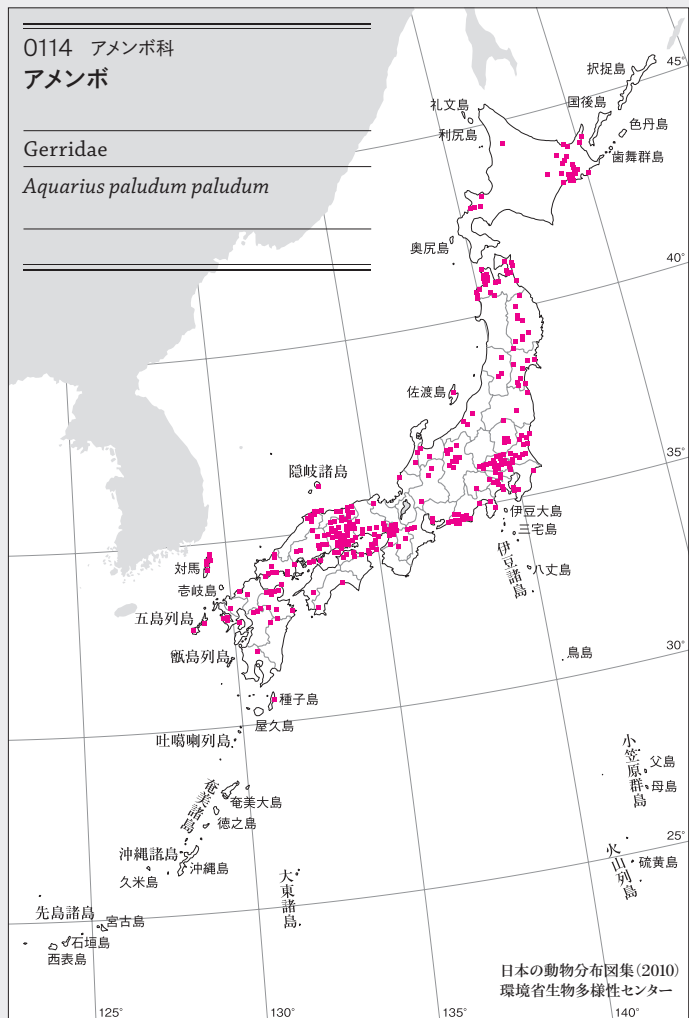 0114 アメンボ科
アメンボ
Gerridae
Aquarius paludum paludum
45°
択捉島
国後島
礼文島
色丹島
利尻島
歯舞群島
奥尻島
40°
佐渡島
35°
隠岐諸島
伊豆大島
三宅島
伊豆諸島
八丈島
対馬
壱岐島
五島列島
甑島列島
鳥島
30°
種子島
屋久島
吐噶喇列島
小笠原群島
父島
母島
奄美諸島
奄美大島
徳之島
25°
沖縄諸島
沖縄島
久米島
火山列島
硫黄島
大東諸島
先島諸島
宮古島
石垣島
西表島
日本の動物分布図集(2010)
環境省生物多様性センター
125°
130°
135°
140°